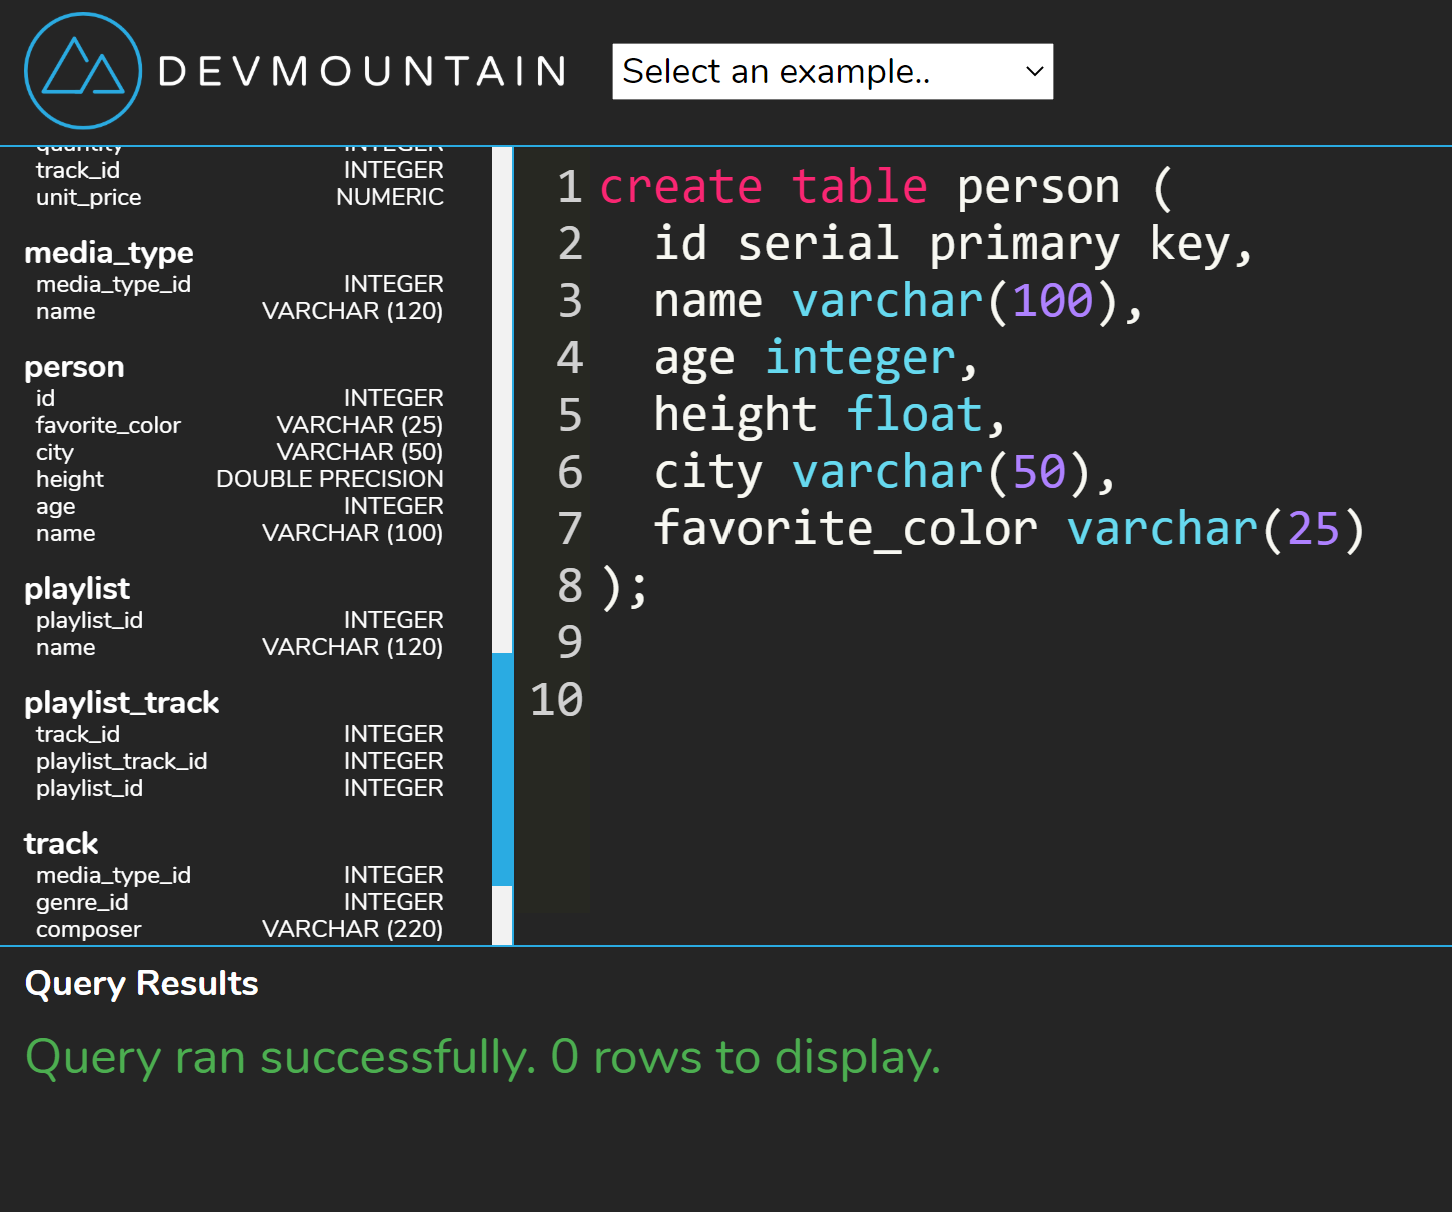 DEVMOUNTAIN
Select an example..
quantity INTEGER
track_id INTEGER
unit_price NUMERIC
media_type
media_type_id INTEGER
name VARCHAR (120)
person
id INTEGER
favorite_color VARCHAR (25)
city VARCHAR (50)
height DOUBLE PRECISION
age INTEGER
name VARCHAR (100)
playlist
playlist_id INTEGER
name VARCHAR (120)
playlist_track
track_id INTEGER
playlist_track_id INTEGER
playlist_id INTEGER
track
media_type_id INTEGER
genre_id INTEGER
composer VARCHAR (220)
1 create table person (
2   id serial primary key,
3   name varchar(100),
4   age integer,
5   height float,
6   city varchar(50),
7   favorite_color varchar(25)
8 );
9
10
Query Results
Query ran successfully. 0 rows to display.